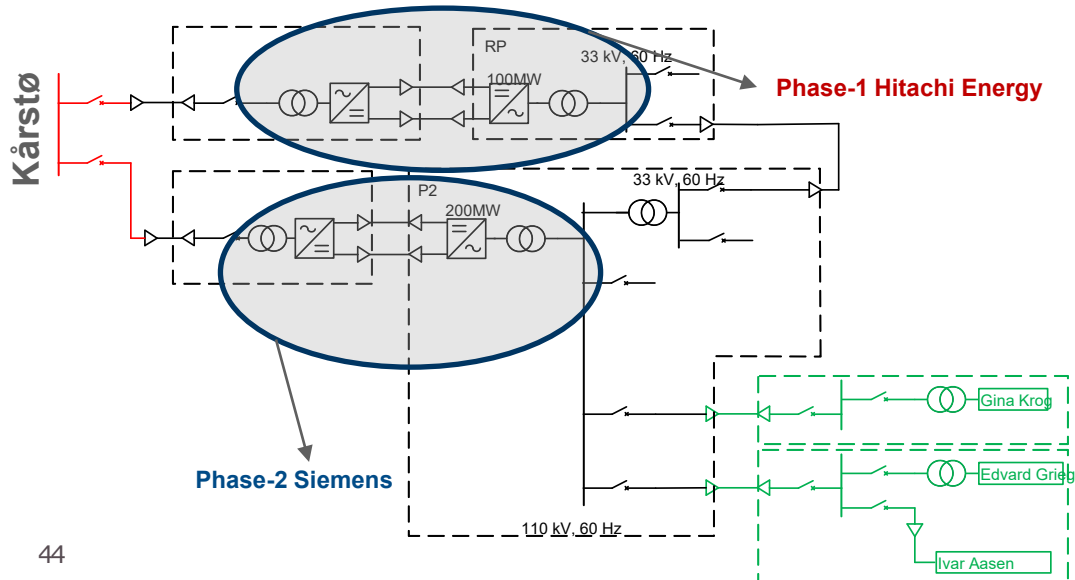 Kårstø
RP
33 kV, 60 Hz
100MW
Phase-1 Hitachi Energy
33 kV, 60 Hz
P2
200MW
Gina Krog
Phase-2 Siemens
Edvard Grieg
110 kV, 60 Hz
Ivar Aasen
44